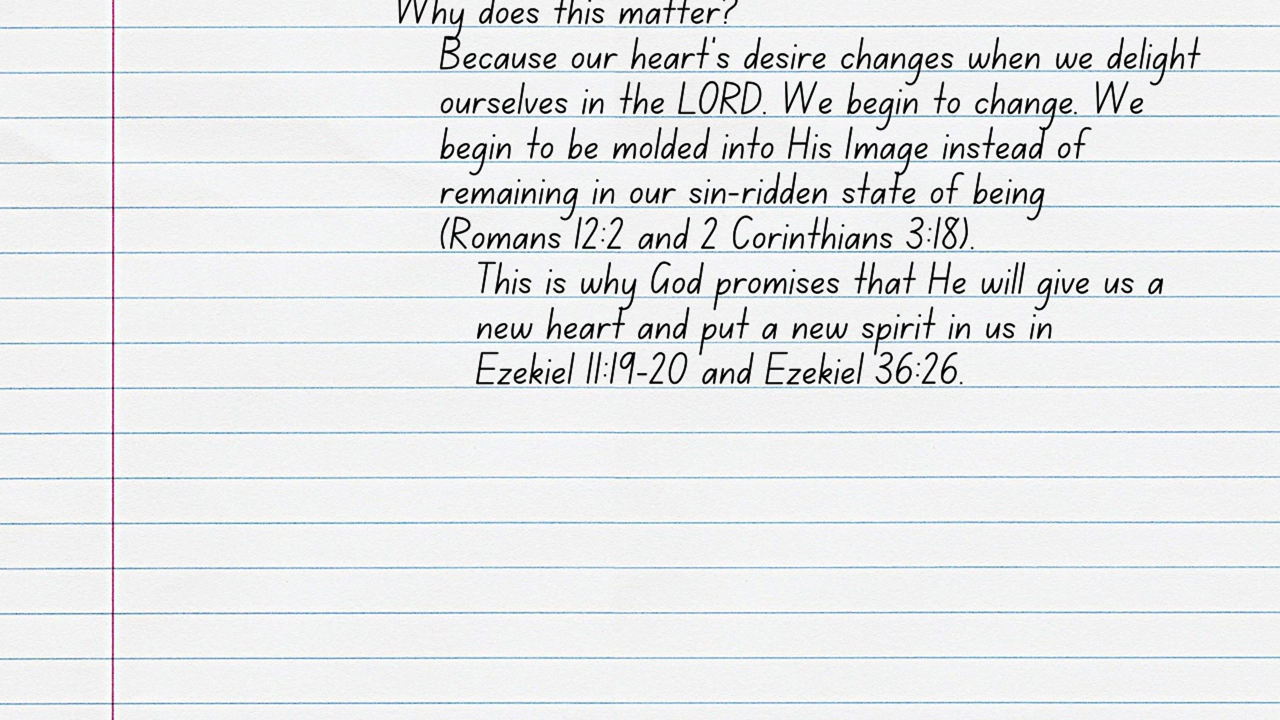 Why does this matter?
Because our heart's desire changes when we delight
ourselves in the LORD. We begin to change. We
begin to be molded into His Image instead of
remaining in our sin-ridden state of being
(Romans 12:2 and 2 Corinthians 3:18).
This is why God promises that He will give us a
new heart and put a new spirit in us in
Ezekiel 11:19-20 and Ezekiel 36:26.